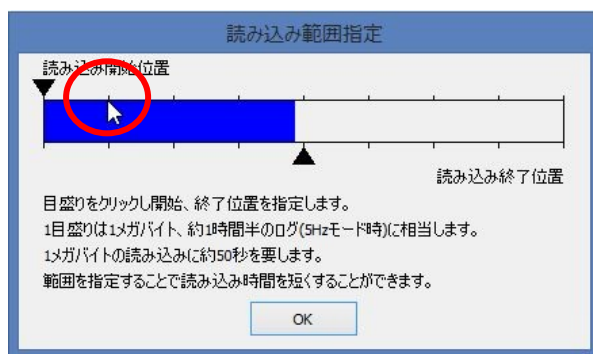 読み込み範囲指定
読み込み開始位置
読み込み終了位置
目盛りをクリックし開始、終了位置を指定します。
1目盛りは1メガバイト、約1時間半のログ(5Hzモード時)に相当します。
1メガバイトの読み込みに約50秒を要します。
範囲を指定することで読み込み時間を短くすることができます。
OK